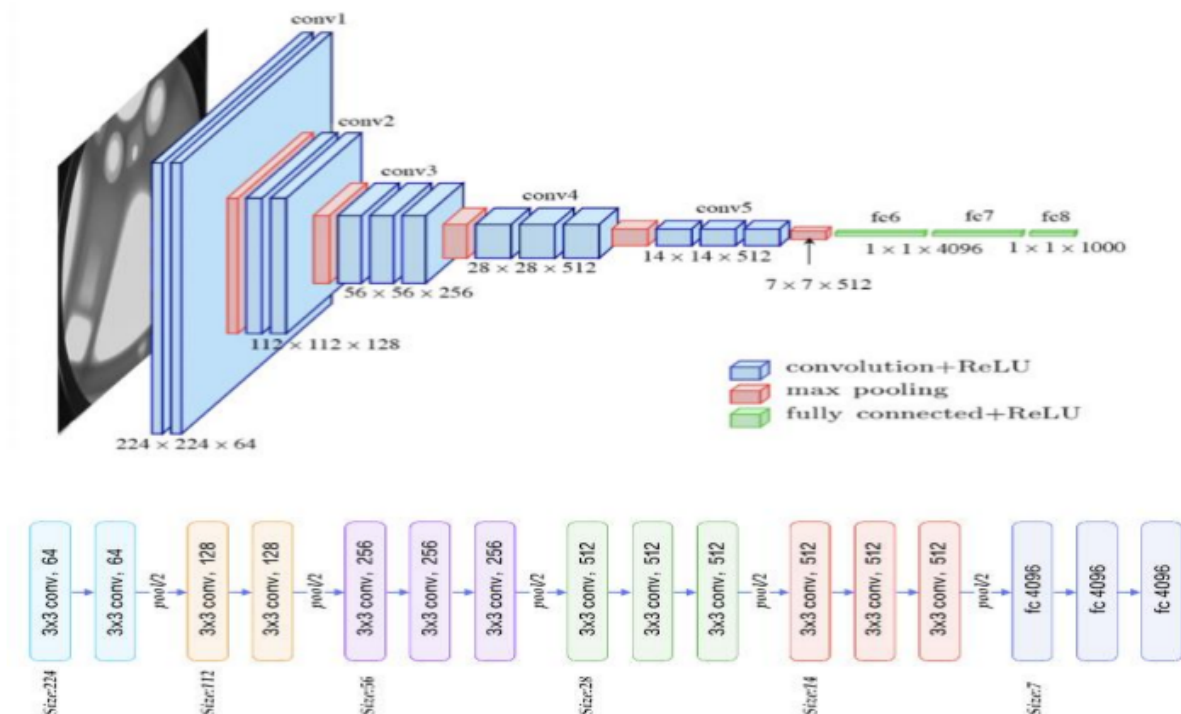 conv1
conv2
conv3
conv4
conv5
fc6
fc7
fc8
1 × 1 × 4096
1 × 1 × 1000
28 × 28 × 512
14 × 14 × 512
7 × 7 × 512
56 × 56 × 256
112 × 112 × 128
224 × 224 × 64
convolution+ReLU
max pooling
fully connected+ReLU
3x3 conv, 64
3x3 conv, 64
pool/2
3x3 conv, 128
3x3 conv, 128
pool/2
3x3 conv, 256
3x3 conv, 256
3x3 conv, 256
pool/2
3x3 conv, 512
3x3 conv, 512
3x3 conv, 512
pool/2
3x3 conv, 512
3x3 conv, 512
3x3 conv, 512
pool/2
fc 4096
fc 4096
fc 4096
Size:224
Size:112
Size:56
Size:28
Size:14
Size:7